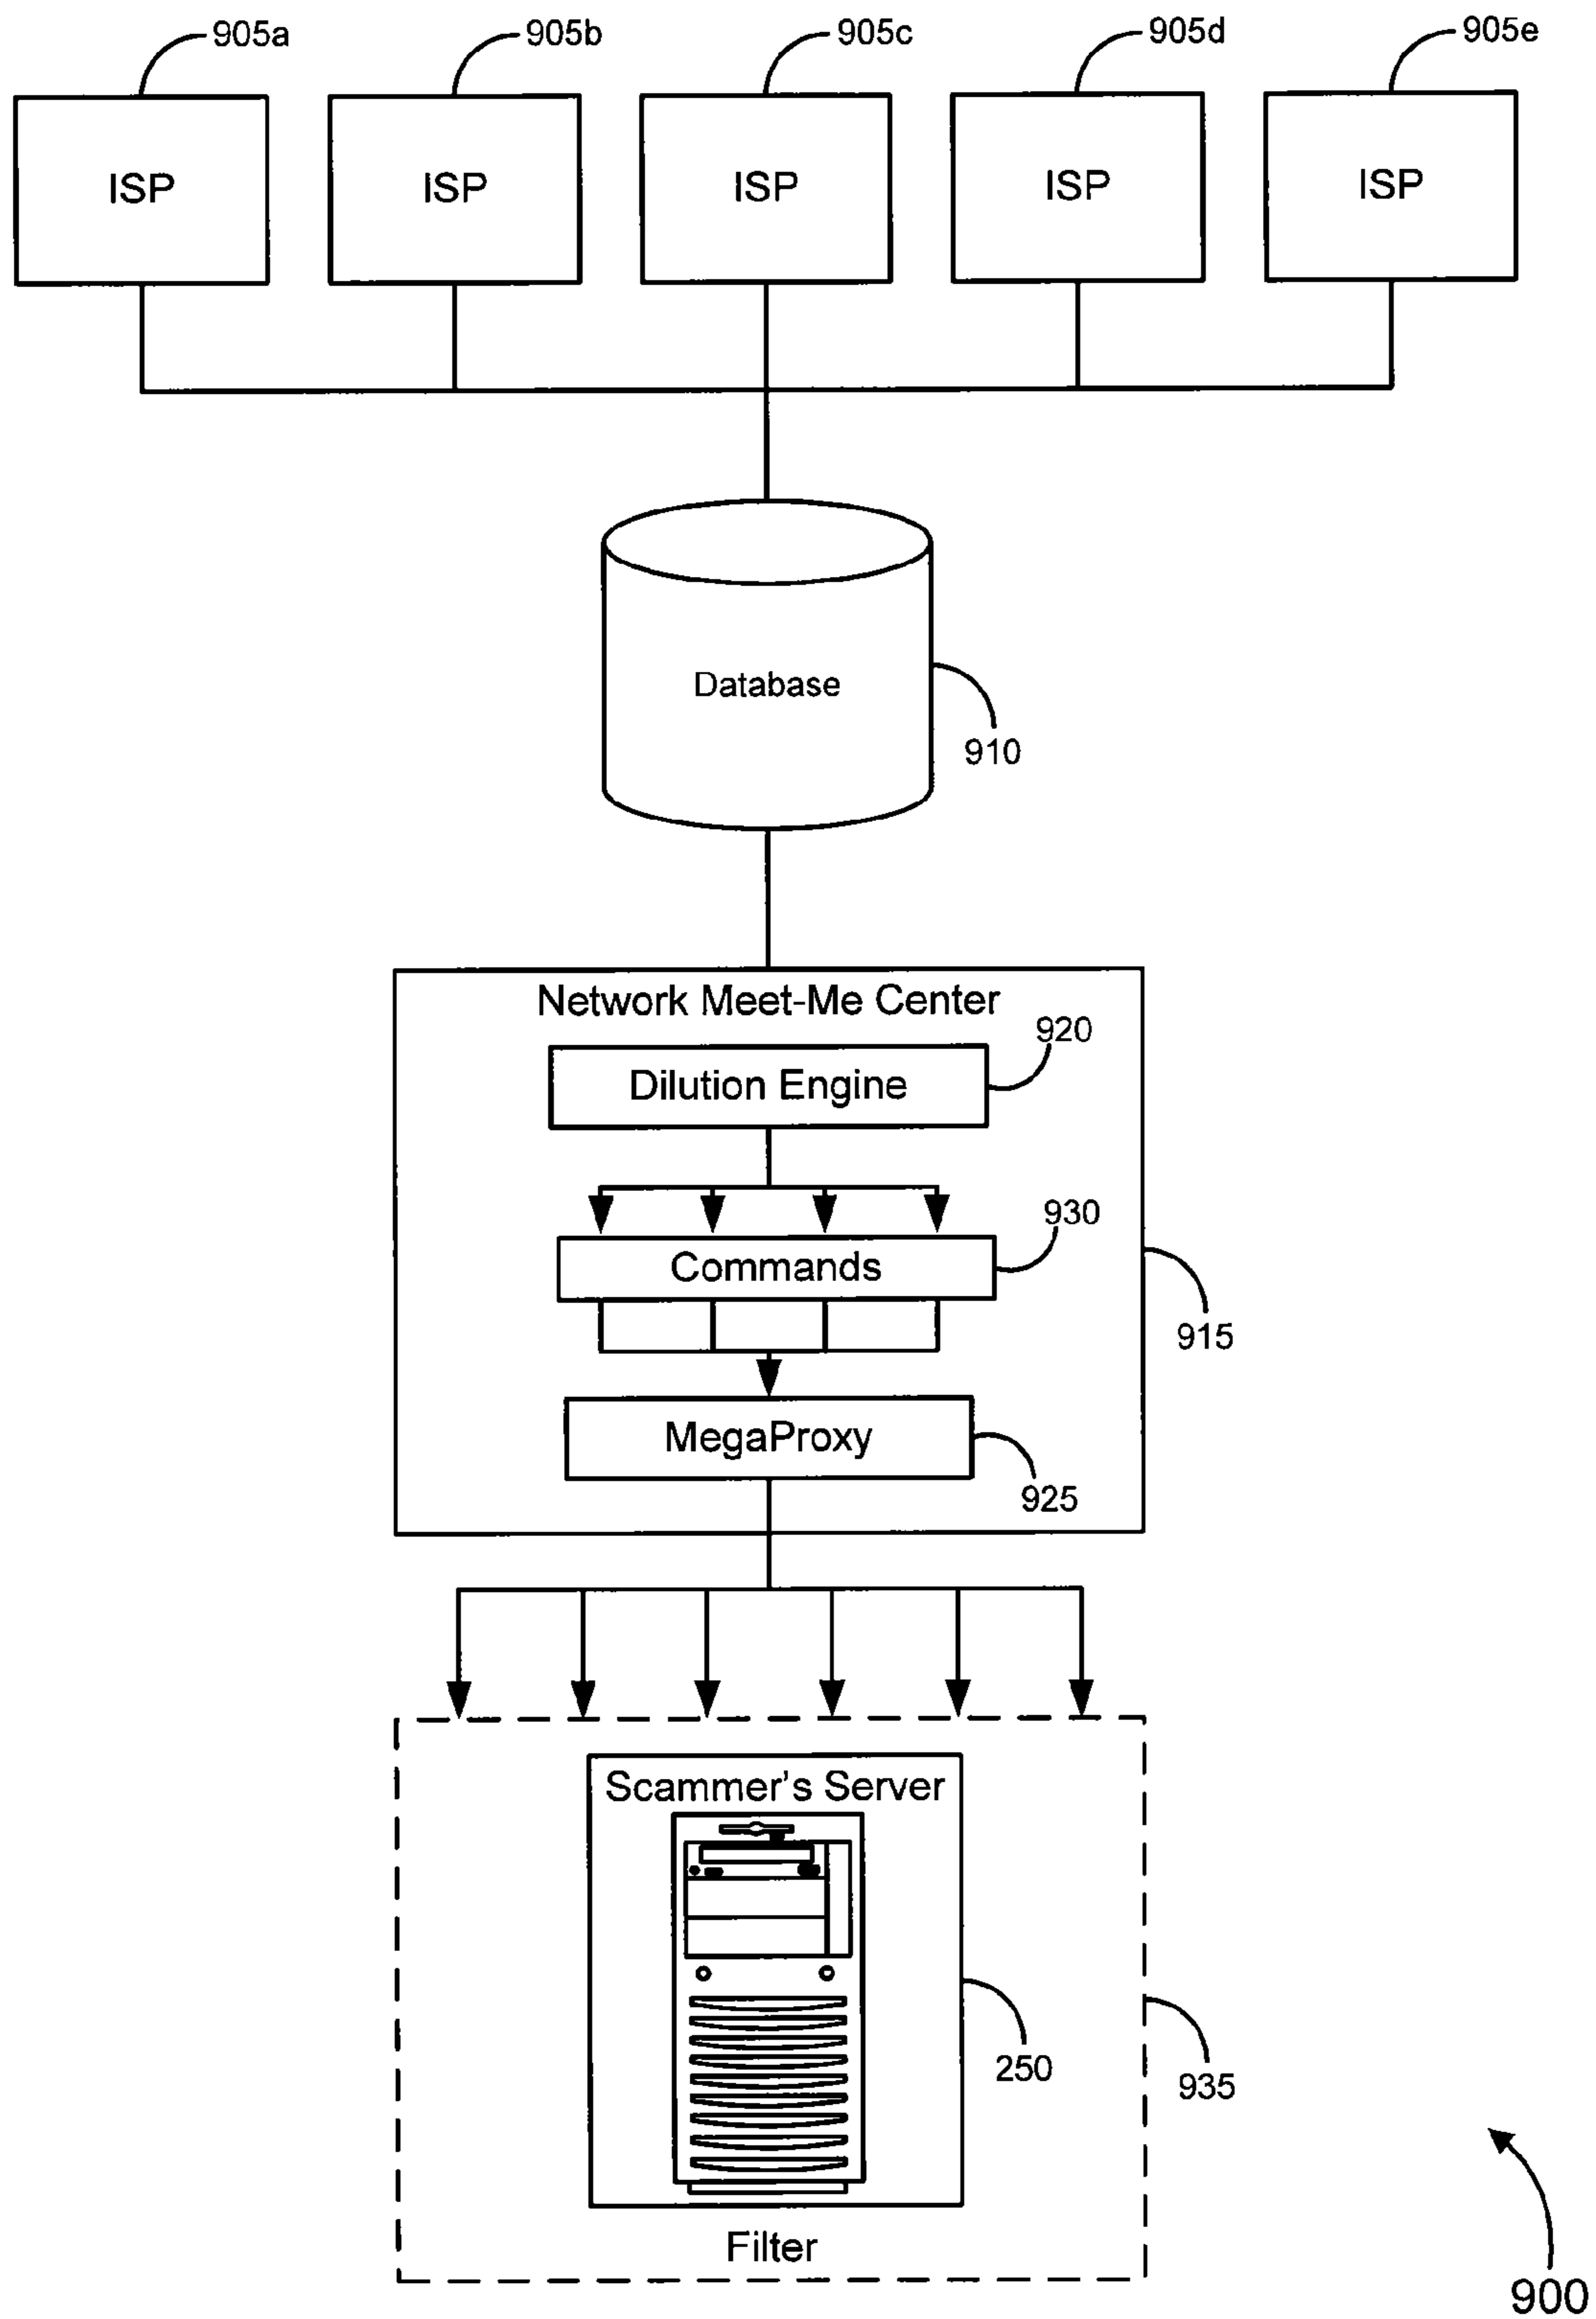 905a 905b 905c 905d 905e
ISP ISP ISP ISP ISP
Database
910
Network Meet-Me Center
920
Dilution Engine
930
Commands
915
MegaProxy
925
Scammer's Server
250
935
Filter
900